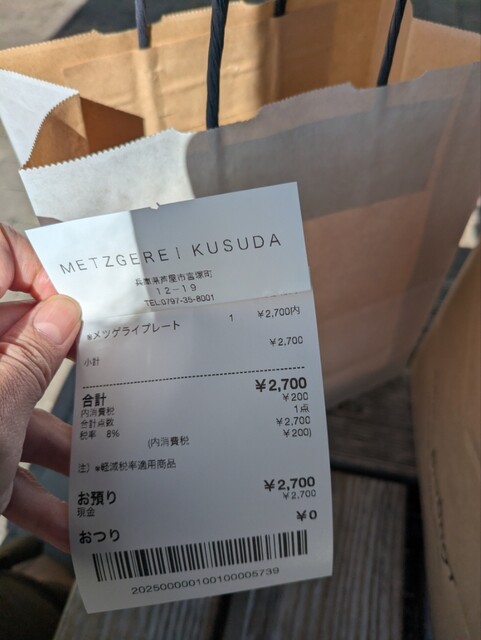 METZGEREI KUSUDA
兵庫県芦屋市宮塚町
12-19
TEL:0797-35-8001
※メツゲライプレート 1 ¥2,700内
小計 ¥2,700
合計 ¥2,700
内消費税 ¥200
合計点数 1点
税率 8% ¥2,700
(内消費税 ¥200)
注) ※軽減税率適用商品
お預り ¥2,700
現金 ¥2,700
おつり ¥0
20250000100100005739